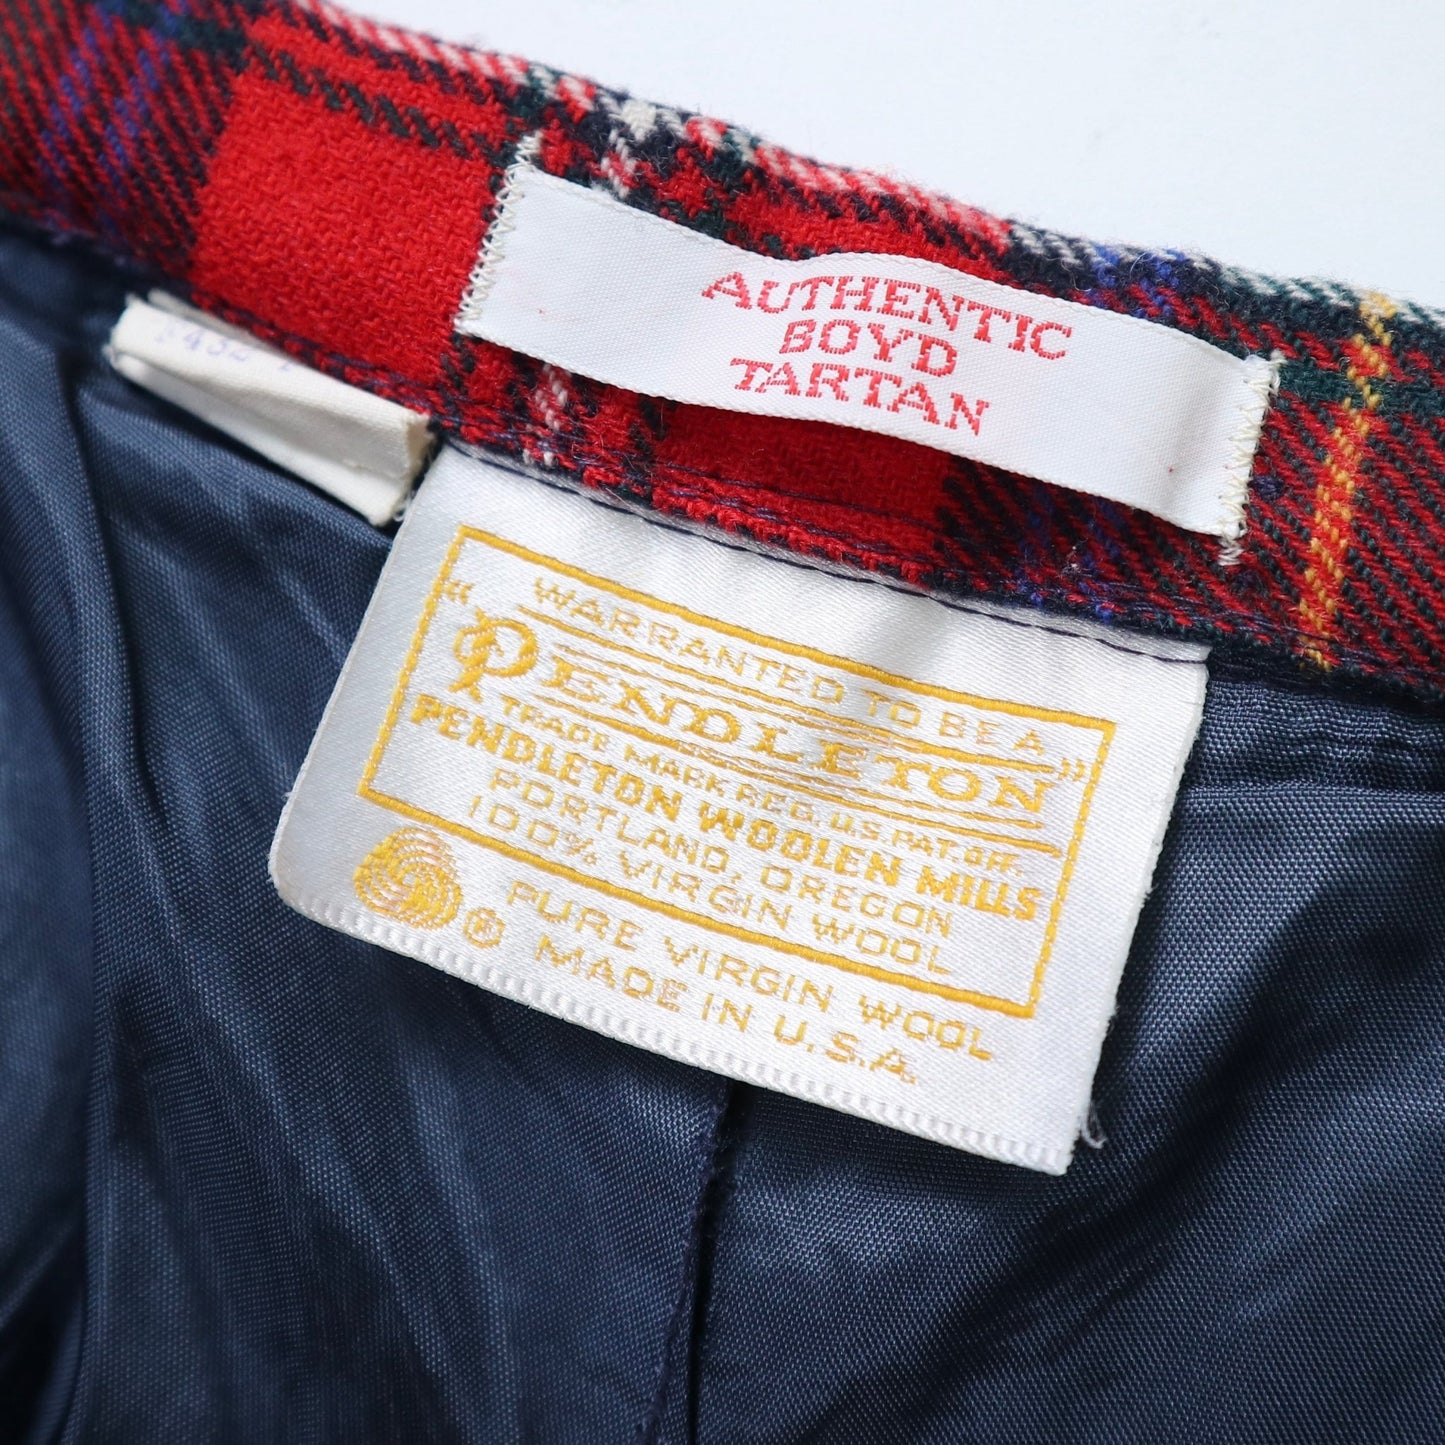 AUTHENTIC
BOYD
TARTAN
WARRANTED TO BE A
"PENDLETON"
TRADE MARK REG. U.S. PAT. OFF.
PENDLETON WOOLEN MILLS
PORTLAND, OREGON
100% VIRGIN WOOL
® PURE VIRGIN WOOL
MADE IN U.S.A.